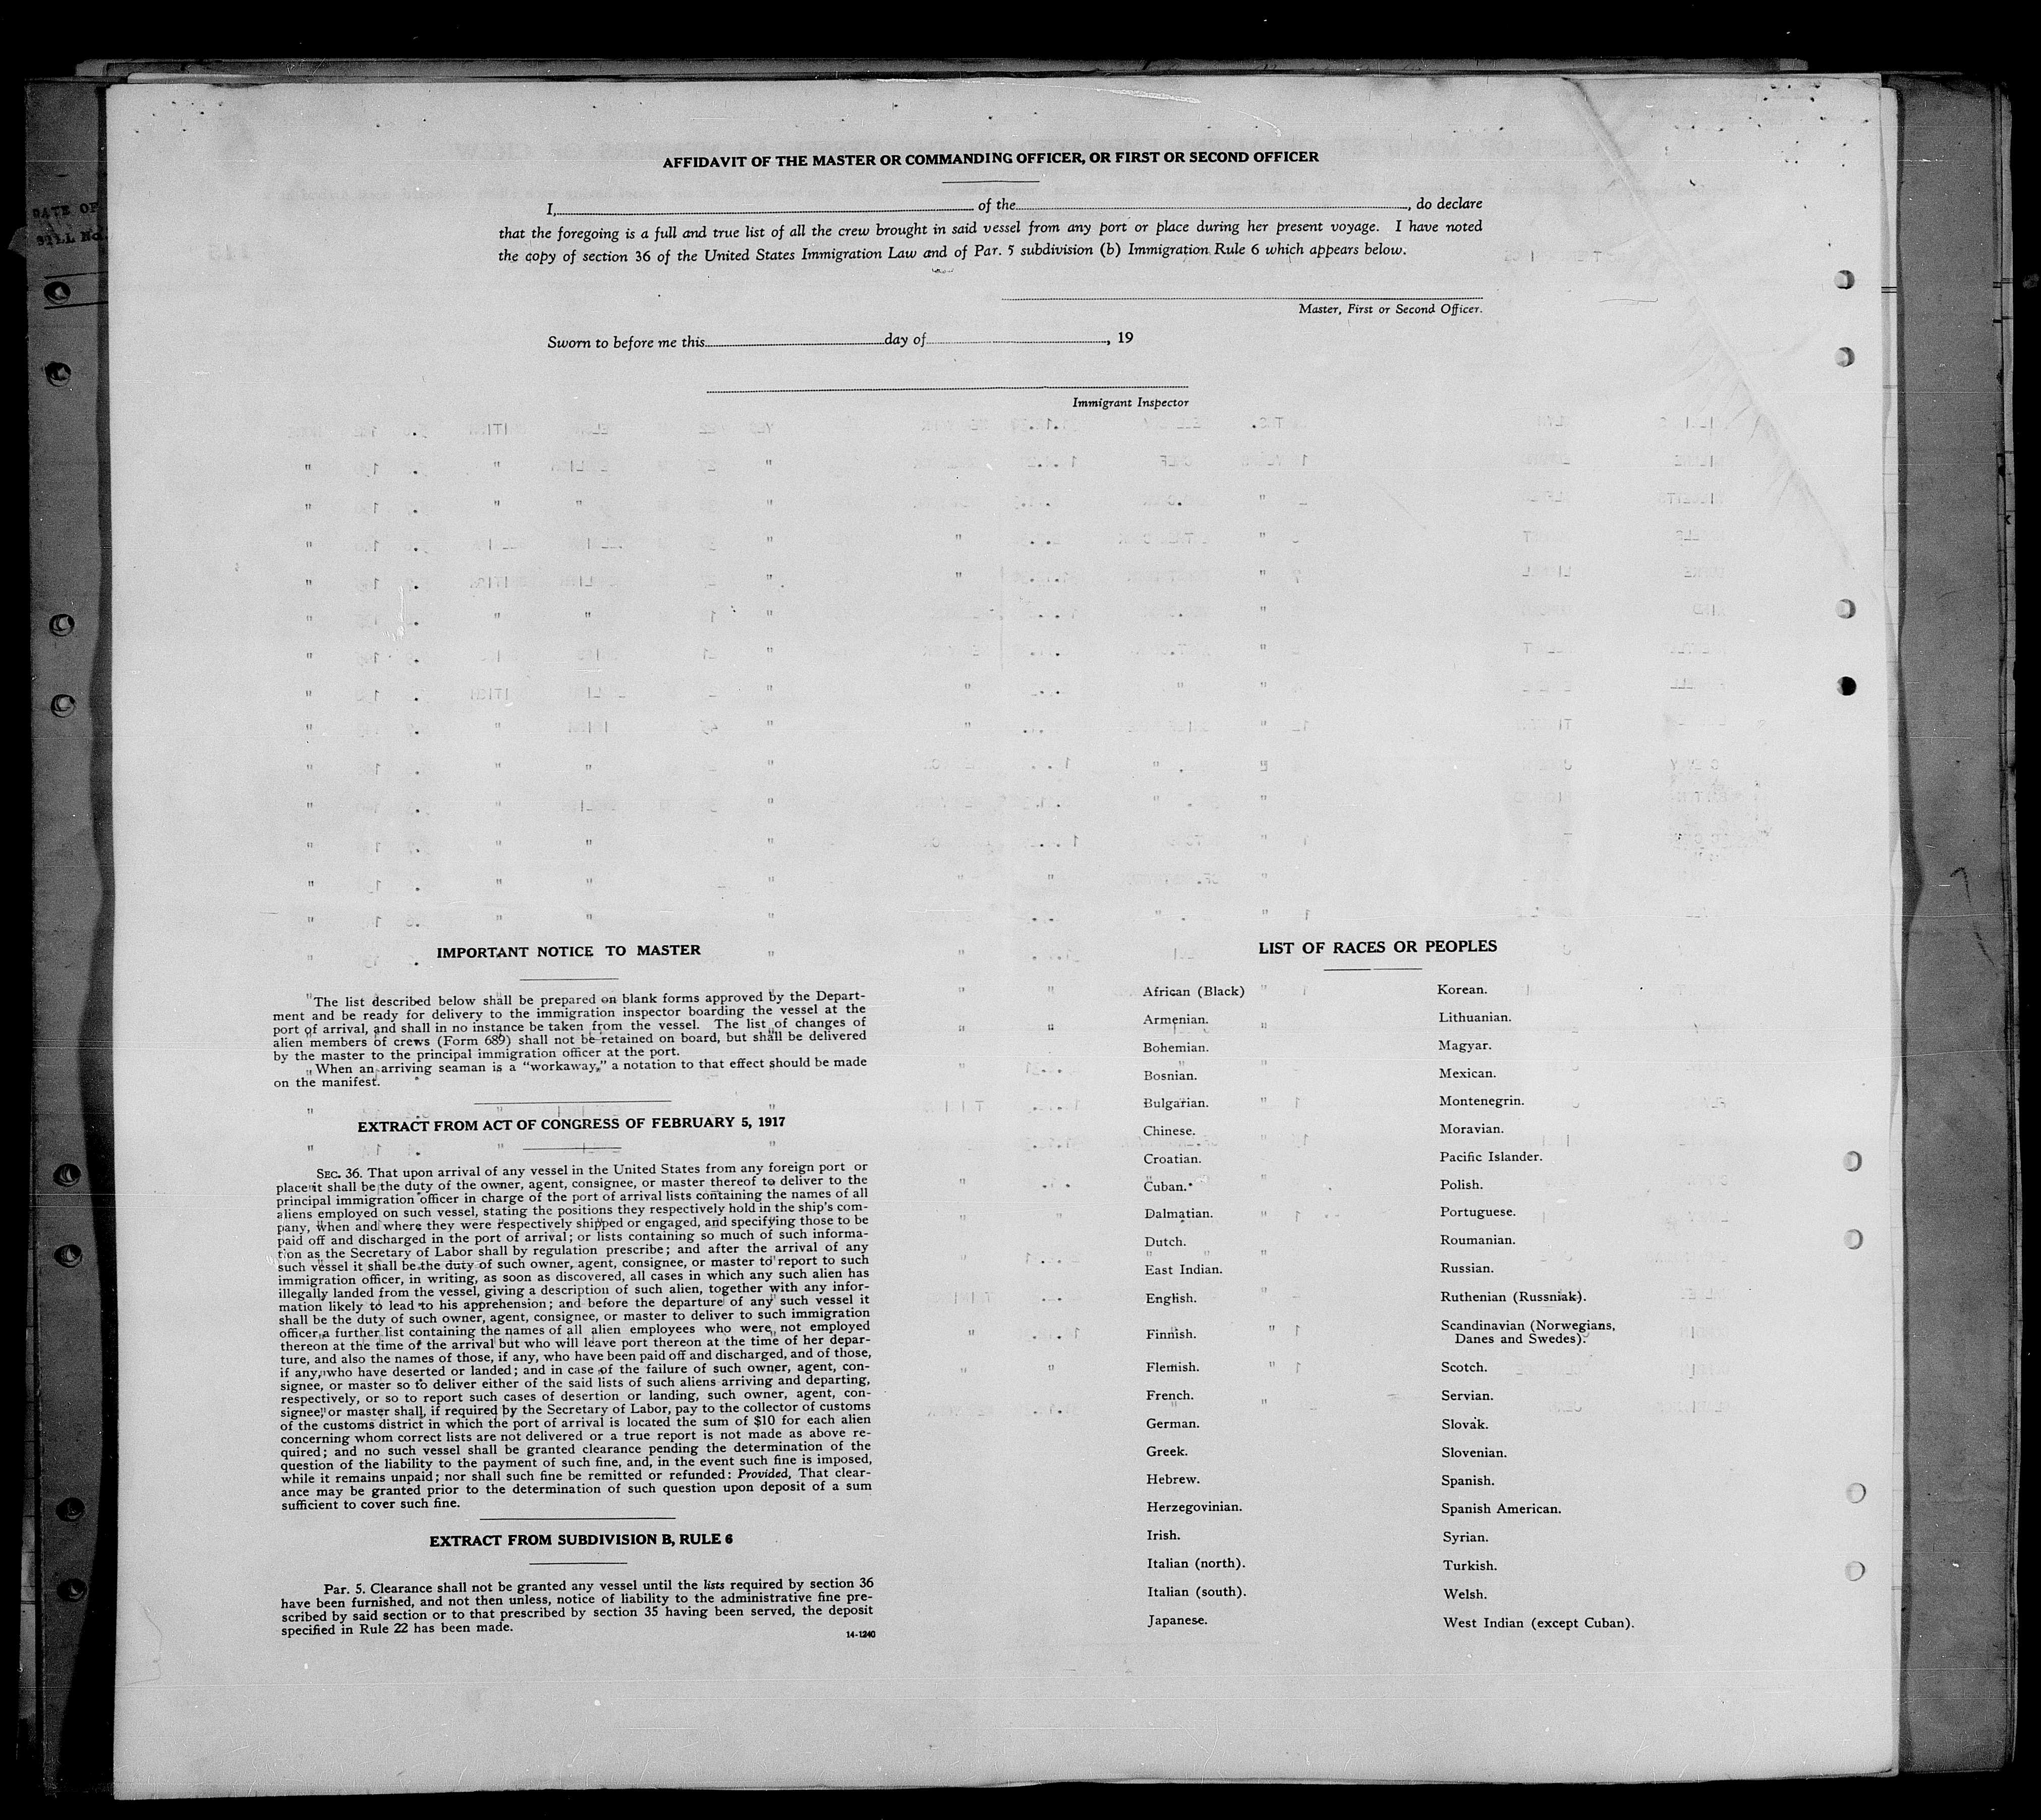 DATE OF
AFFIDAVIT OF THE MASTER OR COMMANDING OFFICER, OR FIRST OR SECOND OFFICER
I, of the , do declare
that the foregoing is a full and true list of all the crew brought in said vessel from any port or place during her present voyage. I have noted
the copy of section 36 of the United States Immigration Law and of Par. 5 subdivision (b) Immigration Rule 6 which appears below.
Master, First or Second Officer.
Sworn to before me this day of , 19
Immigrant Inspector
IMPORTANT NOTICE TO MASTER
The list described below shall be prepared on blank forms approved by the Depart-
ment and be ready for delivery to the immigration inspector boarding the vessel at the
port of arrival, and shall in no instance be taken from the vessel. The list of changes of
alien members of crews (Form 689) shall not be retained on board, but shall be delivered
by the master to the principal immigration officer at the port.
When an arriving seaman is a "workaway," a notation to that effect should be made
on the manifest.
EXTRACT FROM ACT OF CONGRESS OF FEBRUARY 5, 1917
SEC. 36. That upon arrival of any vessel in the United States from any foreign port or
place it shall be the duty of the owner, agent, consignee, or master thereof to deliver to the
principal immigration officer in charge of the port of arrival lists containing the names of all
aliens employed on such vessel, stating the positions they respectively hold in the ship's com-
pany, when and where they were respectively shipped or engaged, and specifying those to be
paid off and discharged in the port of arrival; or lists containing so much of such informa-
tion as the Secretary of Labor shall by regulation prescribe; and after the arrival of any
such vessel it shall be the duty of such owner, agent, consignee, or master to report to such
immigration officer, in writing, as soon as discovered, all cases in which any such alien has
illegally landed from the vessel, giving a description of such alien, together with any infor-
mation likely to lead to his apprehension; and before the departure of any such vessel it
shall be the duty of such owner, agent, consignee, or master to deliver to such immigration
officer a further list containing the names of all alien employees who were not employed
thereon at the time of the arrival but who will leave port thereon at the time of her depar-
ture, and also the names of those, if any, who have been paid off and discharged, and of those,
if any, who have deserted or landed; and in case of the failure of such owner, agent, con-
signee, or master so to deliver either of the said lists of such aliens arriving and departing,
respectively, or so to report such cases of desertion or landing, such owner, agent, con-
signee, or master shall, if required by the Secretary of Labor, pay to the collector of customs
of the customs district in which the port of arrival is located the sum of $10 for each alien
concerning whom correct lists are not delivered or a true report is not made as above re-
quired; and no such vessel shall be granted clearance pending the determination of the
question of the liability to the payment of such fine, and, in the event such fine is imposed,
while it remains unpaid; nor shall such fine be remitted or refunded: Provided, That clear-
ance may be granted prior to the determination of such question upon deposit of a sum
sufficient to cover such fine.
EXTRACT FROM SUBDIVISION B, RULE 6
Par. 5. Clearance shall not be granted any vessel until the lists required by section 36
have been furnished, and not then unless, notice of liability to the administrative fine pre-
scribed by said section or to that prescribed by section 35 having been served, the deposit
specified in Rule 22 has been made.
14-1240
LIST OF RACES OR PEOPLES
African (Black)
Armenian.
Bohemian.
Bosnian.
Bulgarian.
Chinese.
Croatian.
Cuban.
Dalmatian.
Dutch.
East Indian.
English.
Finnish.
Flemish.
French.
German.
Greek.
Hebrew.
Herzegovinian.
Irish.
Italian (north).
Italian (south).
Japanese.
Korean.
Lithuanian.
Magyar.
Mexican.
Montenegrin.
Moravian.
Pacific Islander.
Polish.
Portuguese.
Roumanian.
Russian.
Ruthenian (Russniak).
Scandinavian (Norwegians,
Danes and Swedes).
Scotch.
Servian.
Slovak.
Slovenian.
Spanish.
Spanish American.
Syrian.
Turkish.
Welsh.
West Indian (except Cuban).